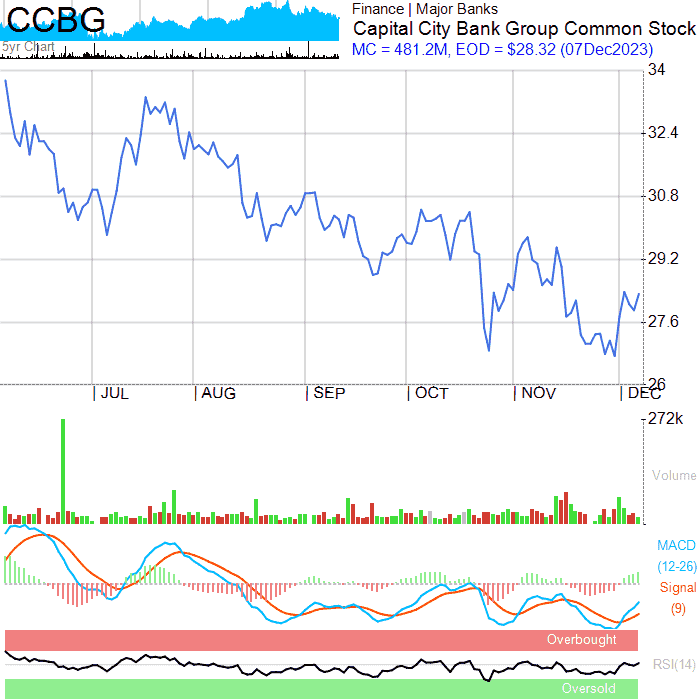 CCBG
5yr Chart
Finance | Major Banks
Capital City Bank Group Common Stock
MC = 481.2M, EOD = $28.32 (07Dec2023)
34
32.4
30.8
29.2
27.6
26
JUL AUG SEP OCT NOV DEC
272k
Volume
MACD
(12-26)
Signal
(9)
Overbought
RSI(14)
Oversold